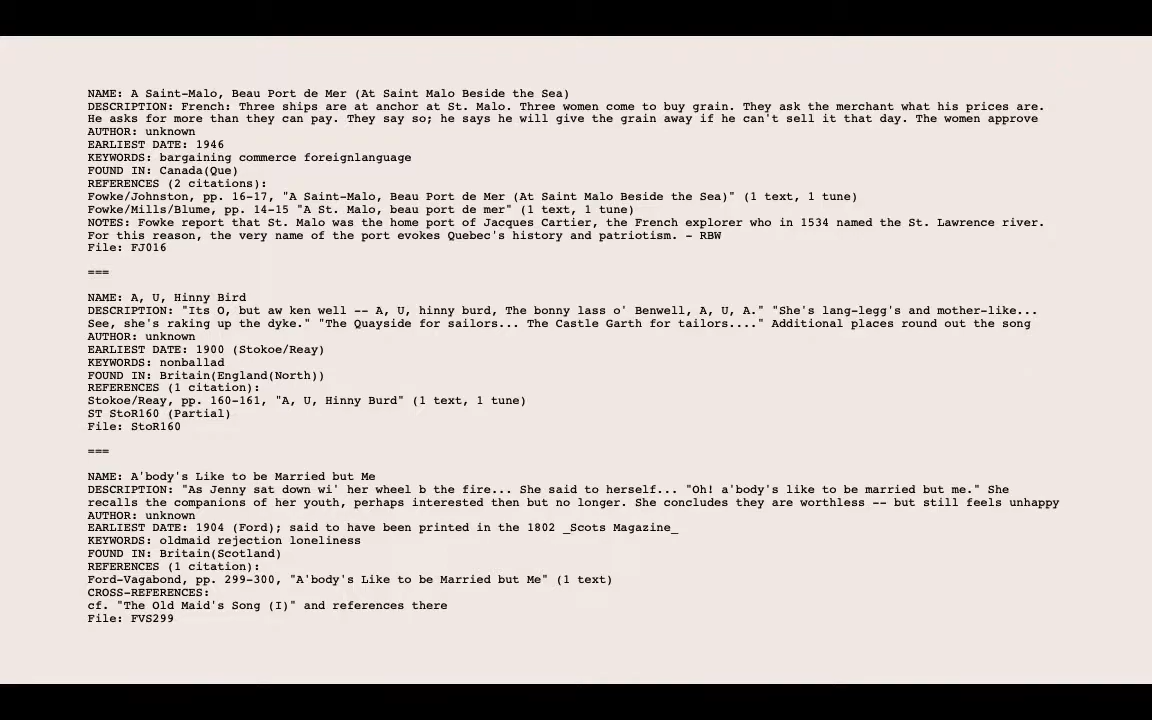 NAME: A Saint-Malo, Beau Port de Mer (At Saint Malo Beside the Sea)
DESCRIPTION: French: Three ships are at anchor at St. Malo. Three women come to buy grain. They ask the merchant what his prices are.
He asks for more than they can pay. They say so; he says he will give the grain away if he can't sell it that day. The women approve
AUTHOR: unknown
EARLIEST DATE: 1946
KEYWORDS: bargaining commerce foreignlanguage
FOUND IN: Canada(Que)
REFERENCES (2 citations):
Fowke/Johnston, pp. 16-17, "A Saint-Malo, Beau Port de Mer (At Saint Malo Beside the Sea)" (1 text, 1 tune)
Fowke/Mills/Blume, pp. 14-15 "A St. Malo, beau port de mer" (1 text, 1 tune)
NOTES: Fowke report that St. Malo was the home port of Jacques Cartier, the French explorer who in 1534 named the St. Lawrence river.
For this reason, the very name of the port evokes Quebec's history and patriotism. - RBW
File: FJ016
===
NAME: A, U, Hinny Bird
DESCRIPTION: "Its O, but aw ken well -- A, U, hinny burd, The bonny lass o' Benwell, A, U, A." "She's lang-legg's and mother-like...
See, she's raking up the dyke." "The Quayside for sailors... The Castle Garth for tailors...." Additional places round out the song
AUTHOR: unknown
EARLIEST DATE: 1900 (Stokoe/Reay)
KEYWORDS: nonballad
FOUND IN: Britain(England(North))
REFERENCES (1 citation):
Stokoe/Reay, pp. 160-161, "A, U, Hinny Burd" (1 text, 1 tune)
ST StoR160 (Partial)
File: StoR160
===
NAME: A'body's Like to be Married but Me
DESCRIPTION: "As Jenny sat down wi' her wheel b the fire... She said to herself... "Oh! a'body's like to be married but me." She
recalls the companions of her youth, perhaps interested then but no longer. She concludes they are worthless -- but still feels unhappy
AUTHOR: unknown
EARLIEST DATE: 1904 (Ford); said to have been printed in the 1802 _Scots Magazine_
KEYWORDS: oldmaid rejection loneliness
FOUND IN: Britain(Scotland)
REFERENCES (1 citation):
Ford-Vagabond, pp. 299-300, "A'body's Like to be Married but Me" (1 text)
CROSS-REFERENCES:
cf. "The Old Maid's Song (I)" and references there
File: FVS299